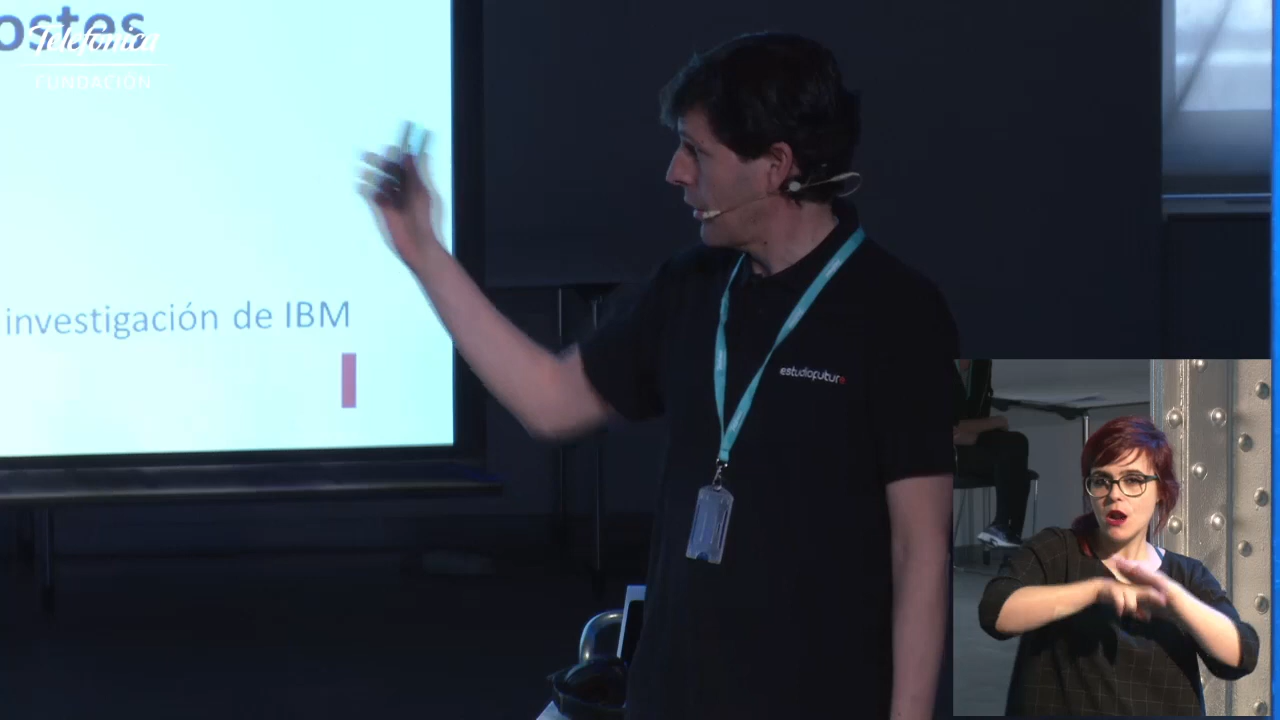 ostes
Telefónica
FUNDACIÓN
investigación de IBM
estudiofuturo